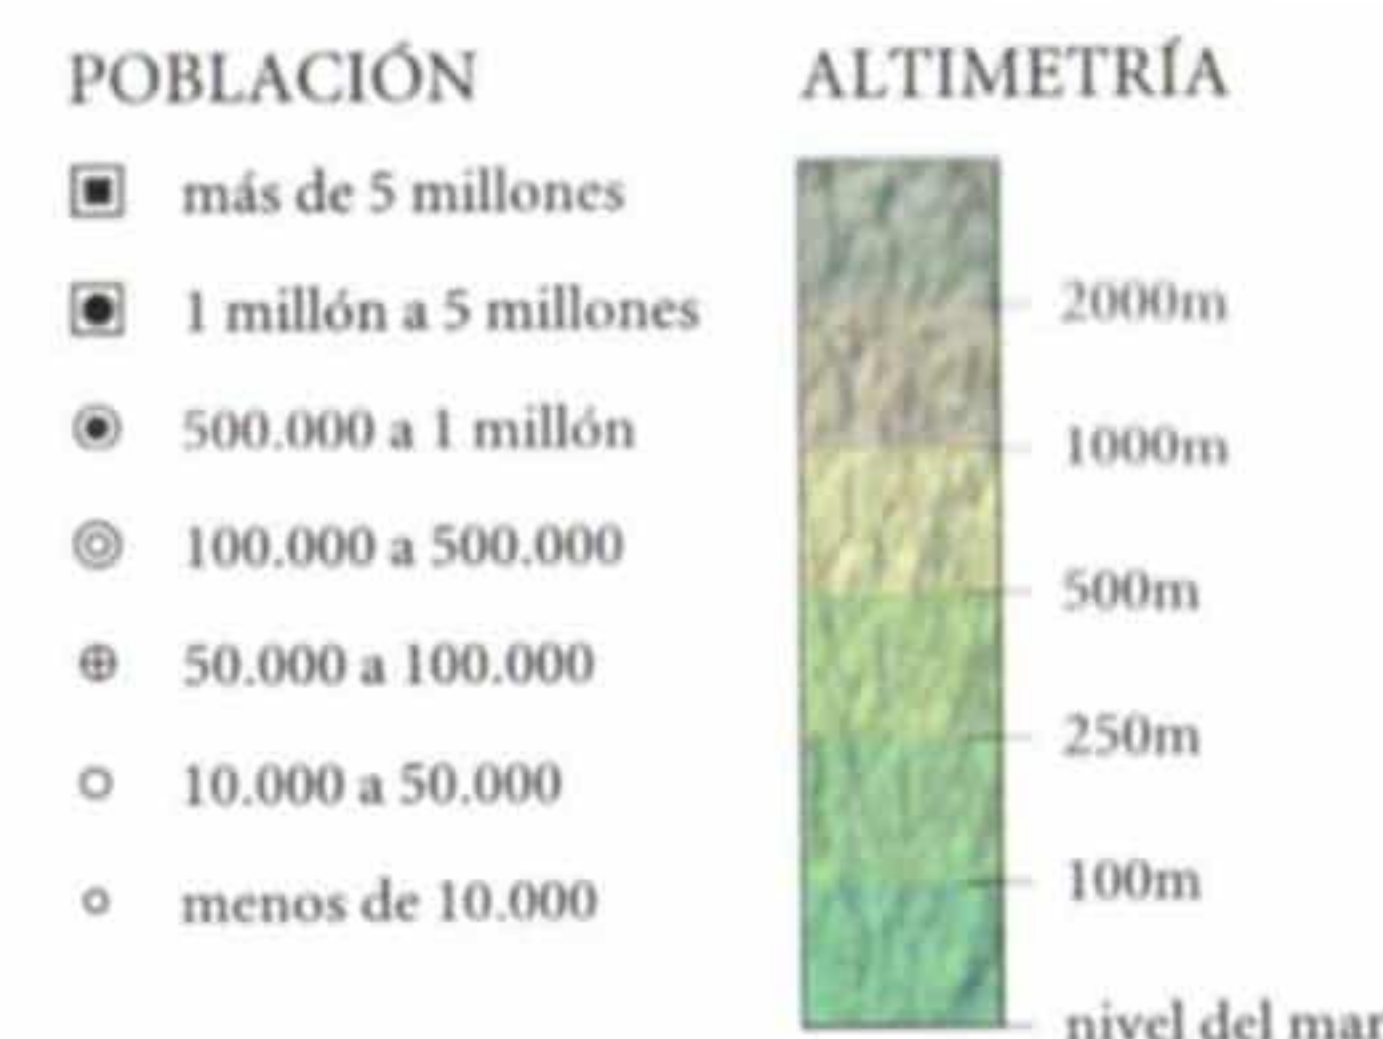 POBLACIÓN
más de 5 millones
1 millón a 5 millones
500.000 a 1 millón
100.000 a 500.000
50.000 a 100.000
10.000 a 50.000
menos de 10.000
ALTIMETRÍA
2000m
1000m
500m
250m
100m
nivel del mar